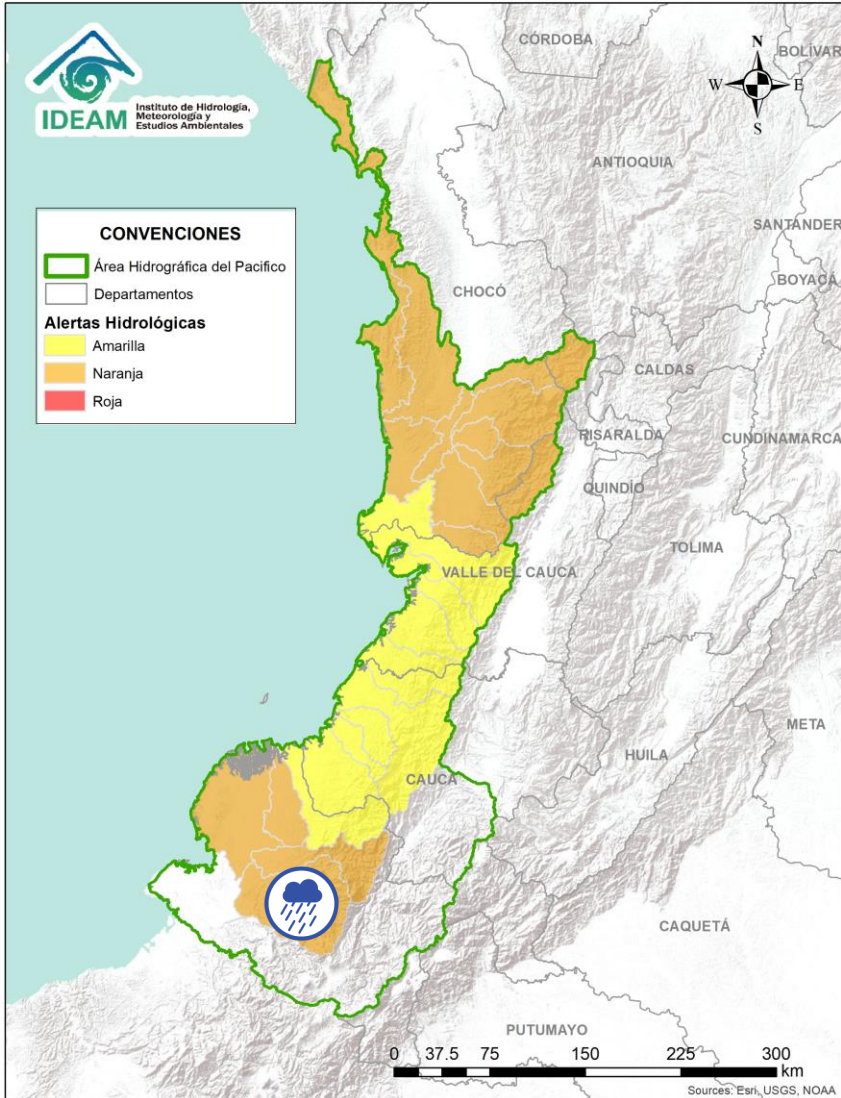 IDEAM
Instituto de Hidrología,
Meteorología y
Estudios Ambientales
CONVENCIONES
Área Hidrográfica del Pacifico
Departamentos
Alertas Hidrológicas
Amarilla
Naranja
Roja
N
W
E
S
CÓRDOBA
BOLÍVAR
ANTIOQUIA
SANTANDER
BOYACÁ
CHOCÓ
CALDAS
RISARALDA
CUNDINAMARCA
QUINDÍO
TOLIMA
VALLE DEL CAUCA
META
HUILA
CAUCA
CAQUETÁ
PUTUMAYO
0 37.5 75 150 225 300
km
Sources: Esri, USGS, NOAA